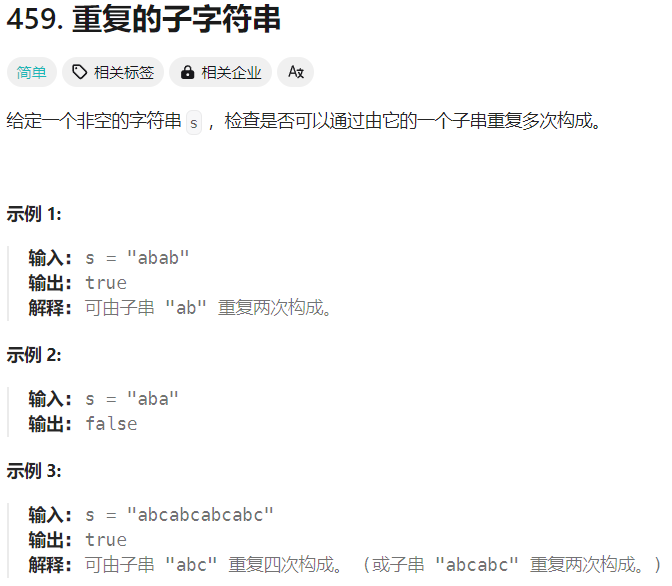 459. 重复的子字符串
简单 相关标签 相关企业 A文
给定一个非空的字符串 s ，检查是否可以通过由它的一个子串重复多次构成。
示例 1:
输入: s = "abab"
输出: true
解释: 可由子串 "ab" 重复两次构成。
示例 2:
输入: s = "aba"
输出: false
示例 3:
输入: s = "abcabcabcabc"
输出: true
解释: 可由子串 "abc" 重复四次构成。 (或子串 "abcabc" 重复两次构成。)